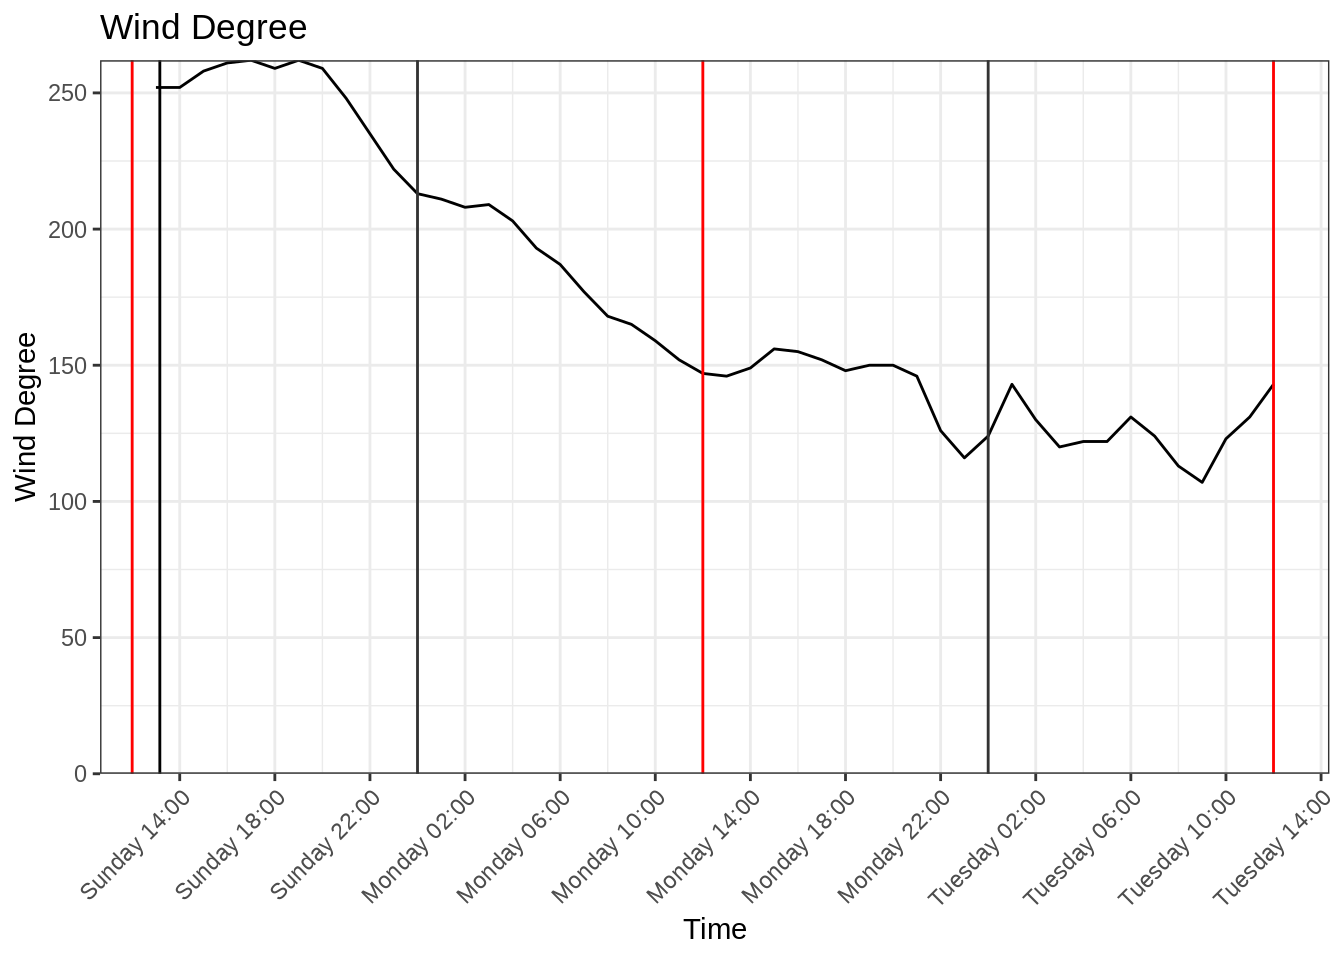 Wind Degree
Wind Degree
250
200
150
100
50
0
Sunday 14:00
Sunday 18:00
Sunday 22:00
Monday 02:00
Monday 06:00
Monday 10:00
Monday 14:00
Monday 18:00
Monday 22:00
Tuesday 02:00
Tuesday 06:00
Tuesday 10:00
Tuesday 14:00
Time